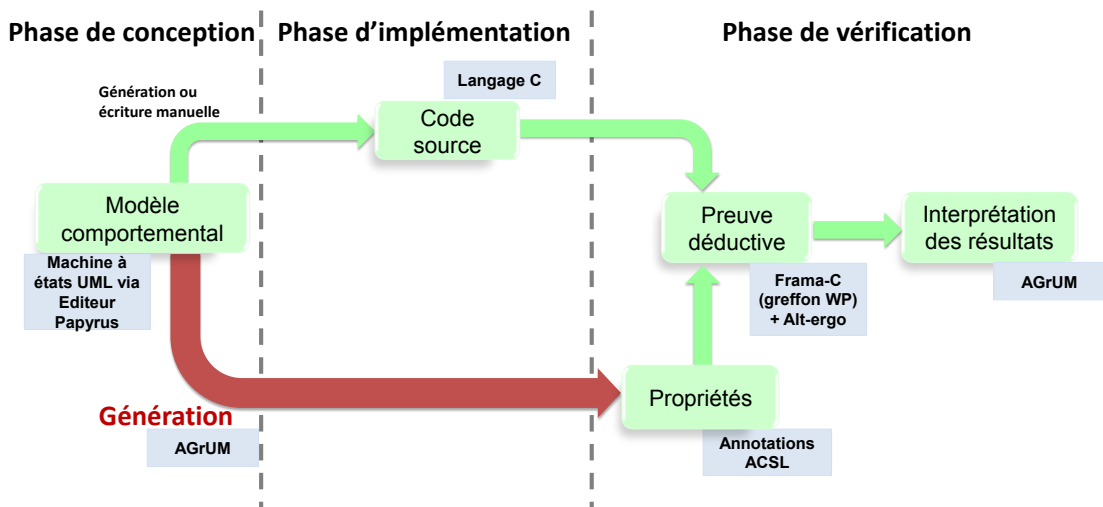 Phase de conception
Phase d'implémentation
Phase de vérification
Langage C
Génération ou
écriture manuelle
Code
source
Modèle
comportemental
Preuve
déductive
Interprétation
des résultats
Machine à
états UML via
Editeur
Papyrus
Frama-C
(greffon WP)
+ Alt-ergo
AGrUM
Génération
AGrUM
Propriétés
Annotations
ACSL